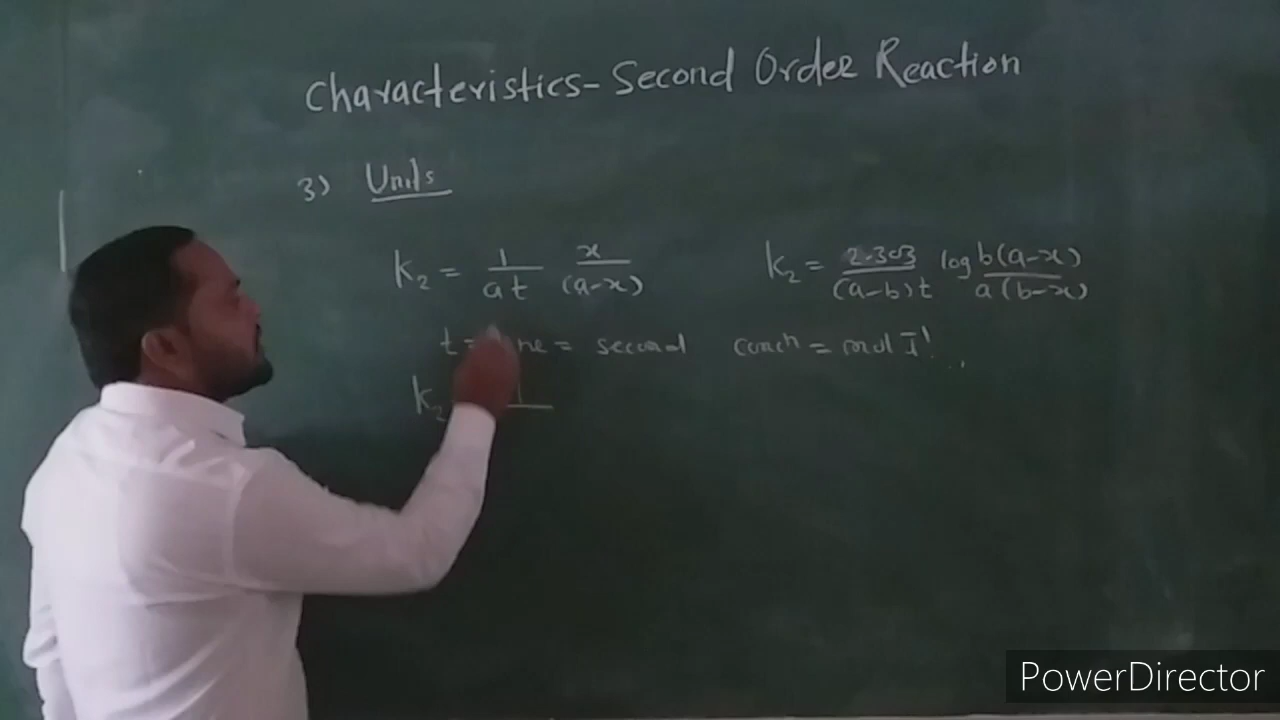 Characteristics- Second Order Reaction
3) Units
k₂ = 1/at x/(a-x)    k₂ = 2.303/(a-b)t log b(a-x)/a(b-x)
t = = second    conc^n = mol l^-1
k₂ 1
PowerDirector